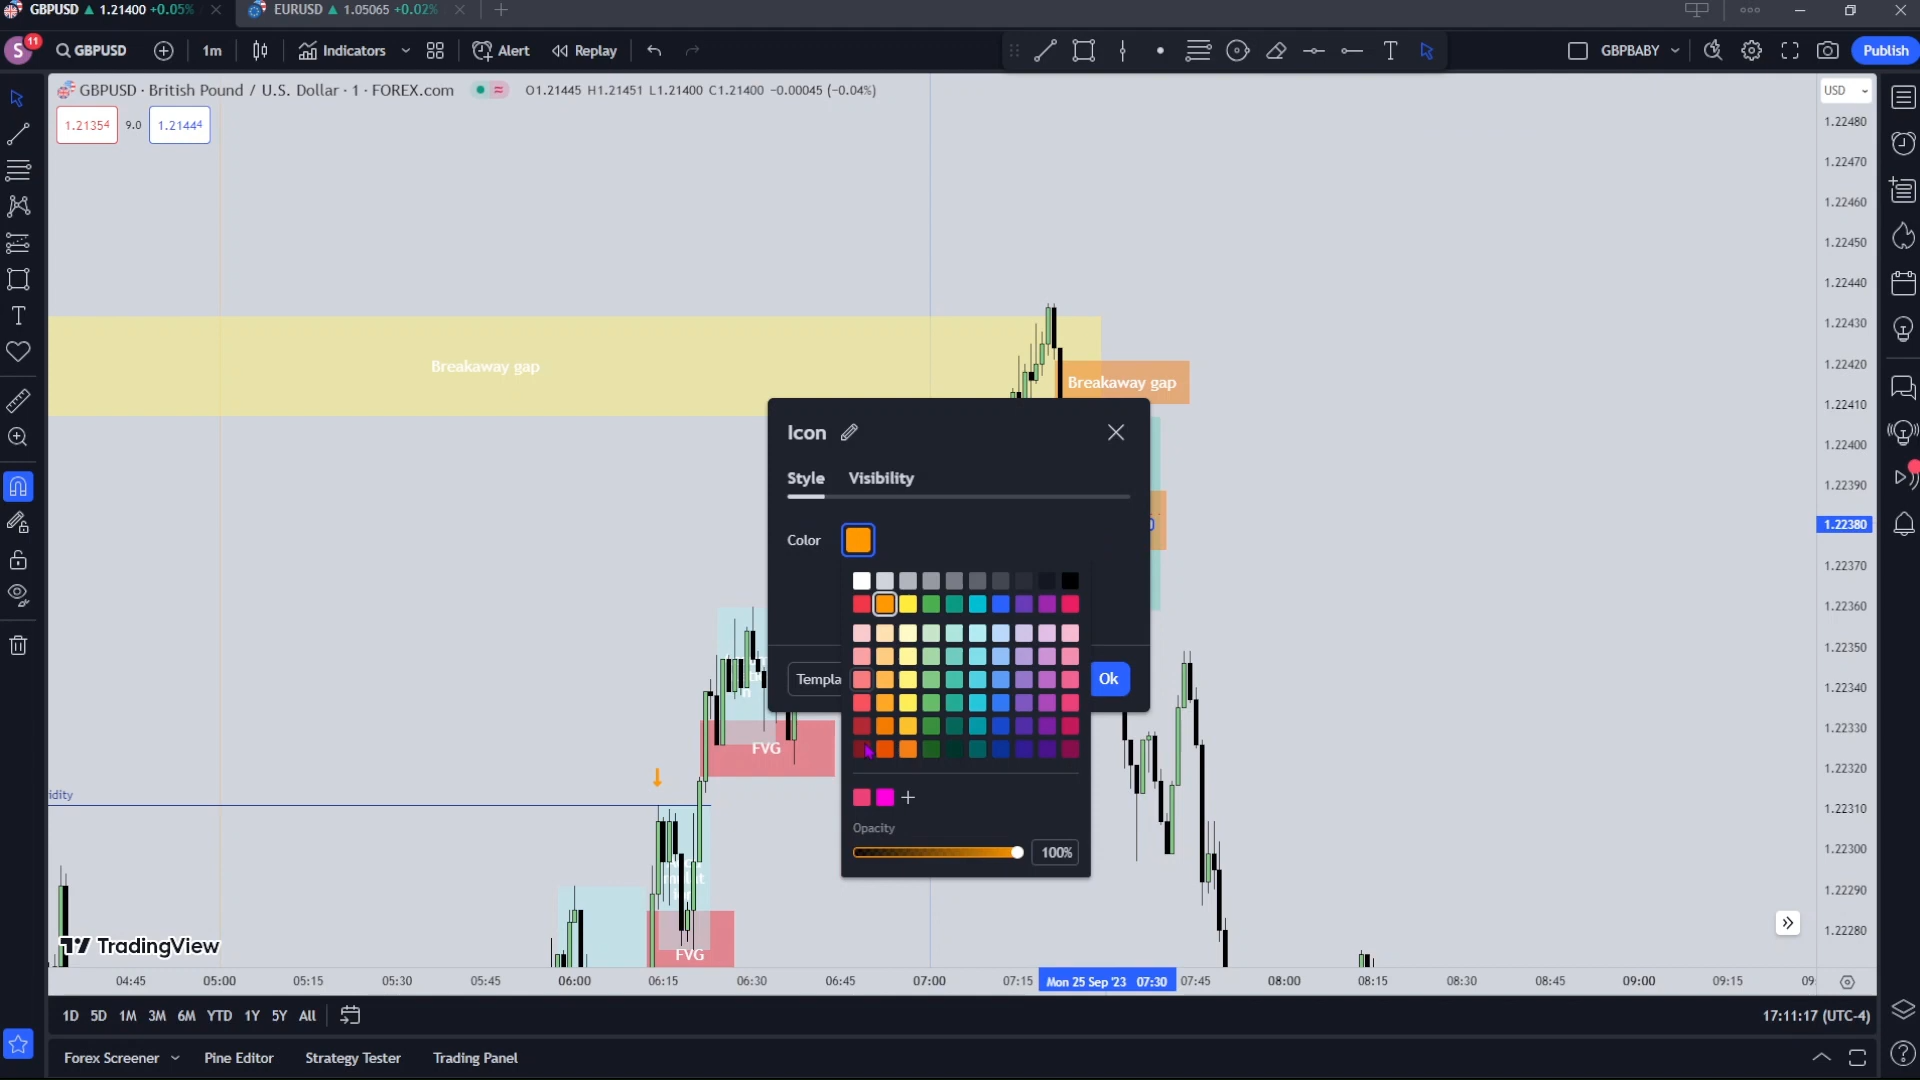 GBPUSD ▲ 1.21400 +0.05%
EURUSD ▲ 1.05065 +0.02%
S 11
GBPUSD
1m
Indicators
Alert
Replay
GBPBABY
Publish
GBPUSD · British Pound / U.S. Dollar · 1 · FOREX.com
O1.21445 H1.21451 L1.21400 C1.21400 −0.00045 (−0.04%)
USD
1.21354 9.0 1.21444
1.22480
1.22470
1.22460
1.22450
1.22440
1.22430
1.22420
1.22410
1.22400
1.22390
1.22380
1.22370
1.22360
1.22350
1.22340
1.22330
1.22320
1.22310
1.22300
1.22290
1.22280
Breakaway gap
Breakaway gap
Icon
Style Visibility
Color
Templa
Ok
Opacity
100%
FVG
idity
FVG
TradingView
04:45 05:00 05:15 05:30 05:45 06:00 06:15 06:30 06:45 07:00 07:15 Mon 25 Sep '23 07:30 07:45 08:00 08:15 08:30 08:45 09:00 09:15 09:
1D 5D 1M 3M 6M YTD 1Y 5Y All
17:11:17 (UTC-4)
Forex Screener Pine Editor Strategy Tester Trading Panel